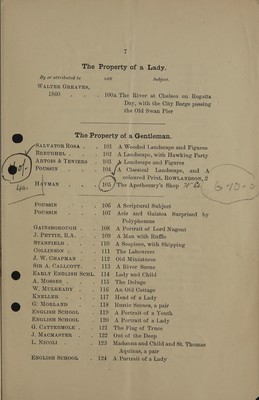 7
The Property of a Lady.
By or attributed to LOT Subject.
WALTER GREAVES,
1860 . . . 100A The River at Chelsea on Regatta
Day, with the City Barge passing
the Old Swan Pier
The Property of a Gentleman.
SALVATOR ROSA . . 101 A Wooded Landscape and Figures
BREUGHEL . . 102 A Landscape, with Hawking Party
ARTOIS & TENIERS . 103 A Landscape and Figures
POUSSIN . . 104 A Classical Landscape, and A
coloured Print, ROWLANDSON, 2
HAYMAN . . 105 The Apothecary's Shop
POUSSIN . . 106 A Scriptural Subject
POUSSIN . . 107 Acis and Galatea Surprised by
Polyphemus
GAINSBOROUGH . . 108 A Portrait of Lord Nugent
J. PETTIE, R.A. . . 109 A Man with Ruffle
STANFIELD . . 110 A Seapiece, with Shipping
COLLINSON . . 111 The Labourers
J. W. CHAPMAN . 112 Old Miniatures
SIR A. CALLCOTT. . 113 A River Scene
EARLY ENGLISH SCHL. 114 Lady and Child
A. MOSSES . . 115 The Deluge
W. MULREADY . . 116 An Old Cottage
KNELLER . . 117 Head of a Lady
G. MORLAND . . 118 Rustic Scenes, a pair
ENGLISH SCHOOL . 119 A Portrait of a Youth
ENGLISH SCHOOL . 120 A Portrait of a Lady
G. CATTERMOLE . . 121 The Flag of Truce
J. MACMASTER . . 122 Out of the Deep
L. NICOLI . . 123 Madonna and Child and St. Thomas
Aquinas, a pair
ENGLISH SCHOOL . 124 A Portrait of a Lady